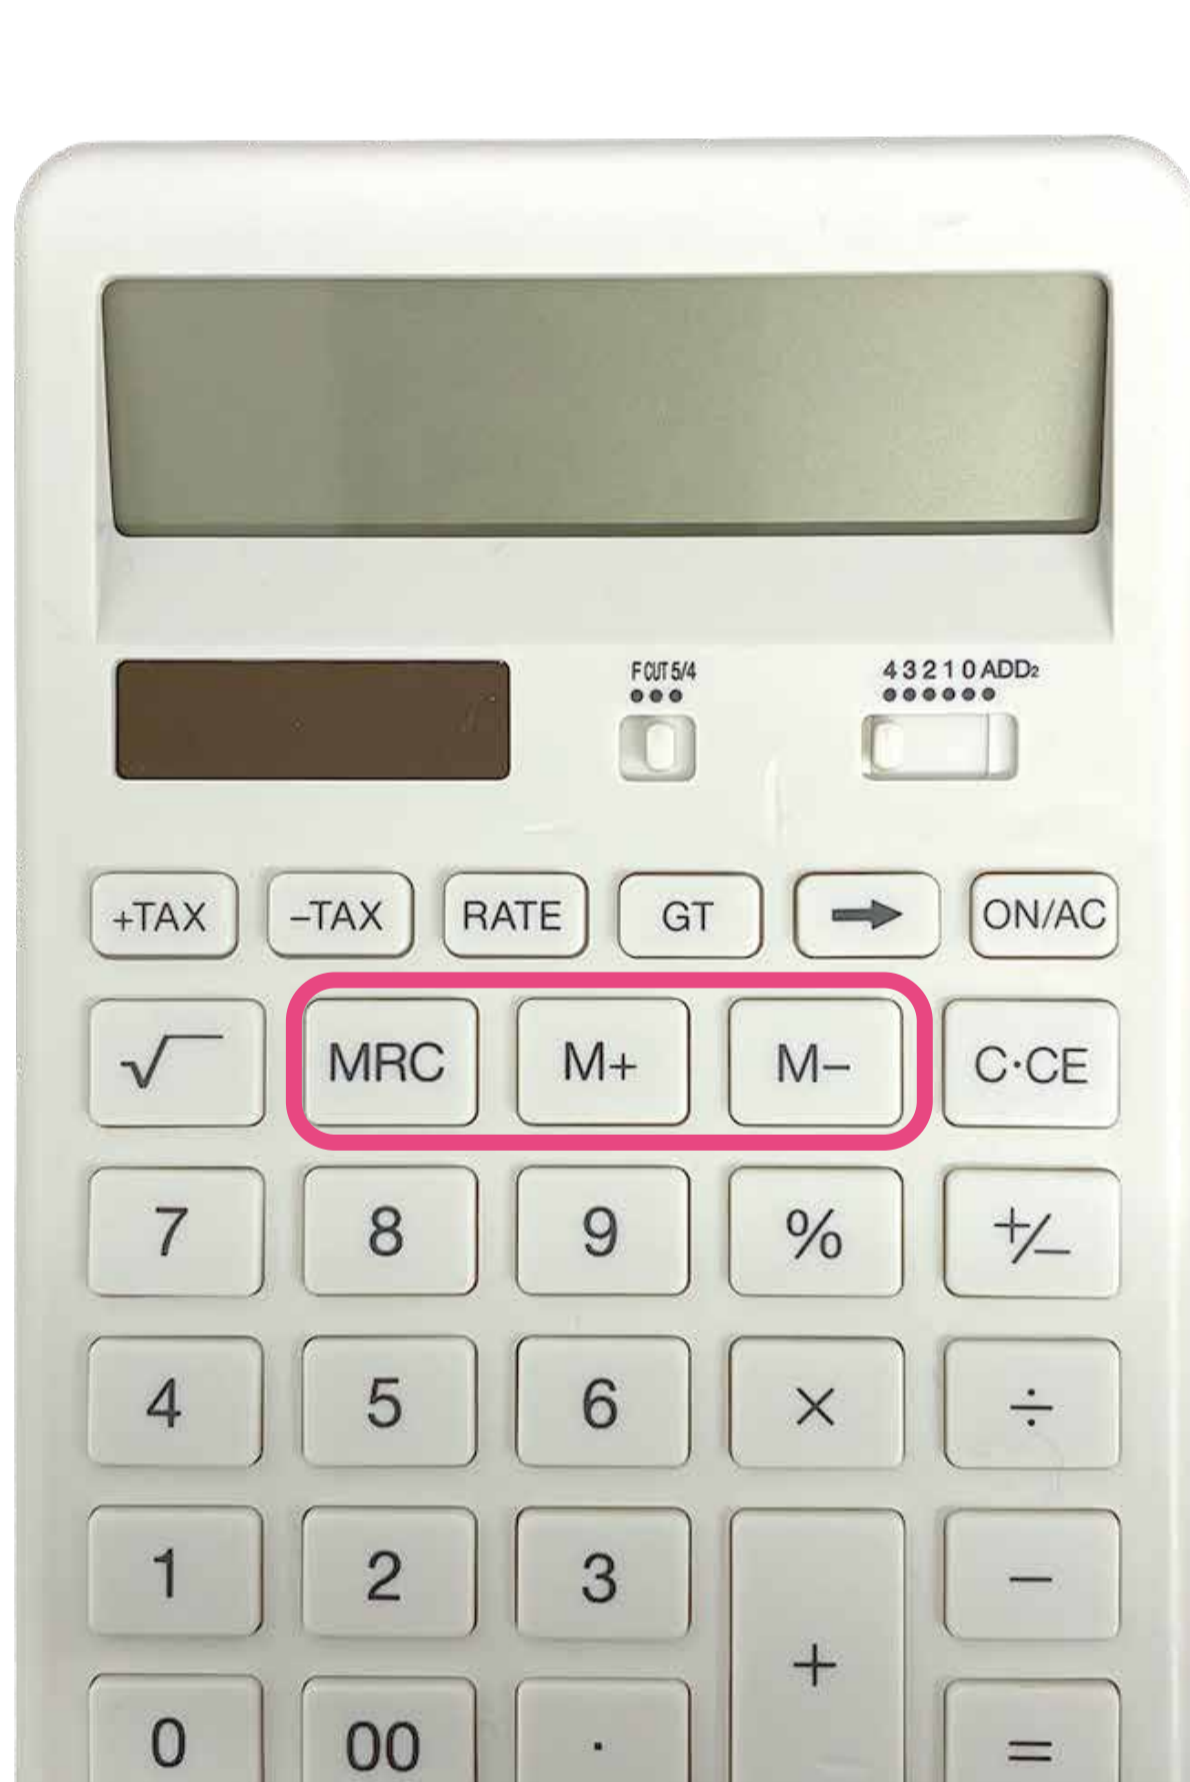 F CUT 5/4
4 3 2 1 0 ADD2
+TAX -TAX RATE GT → ON/AC
√ MRC M+ M- C·CE
7 8 9 % +/-
4 5 6 × ÷
1 2 3 -
+
0 00 . =